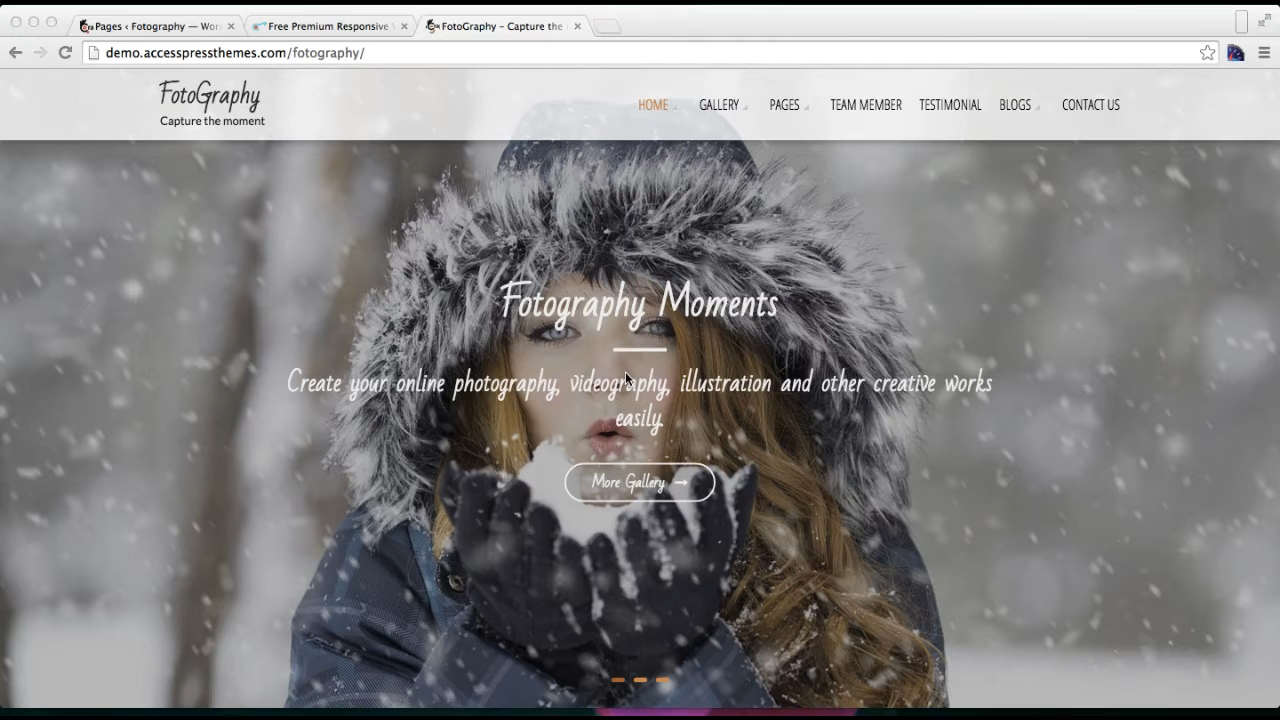 Pages ‹ Fotography — Wor
Free Premium Responsive
FotoGraphy – Capture the
demo.accesspressthemes.com/fotography/
FotoGraphy
Capture the moment
HOME GALLERY PAGES TEAM MEMBER TESTIMONIAL BLOGS CONTACT US
Fotography Moments
Create your online photography, videography, illustration and other creative works
easily.
More Gallery →